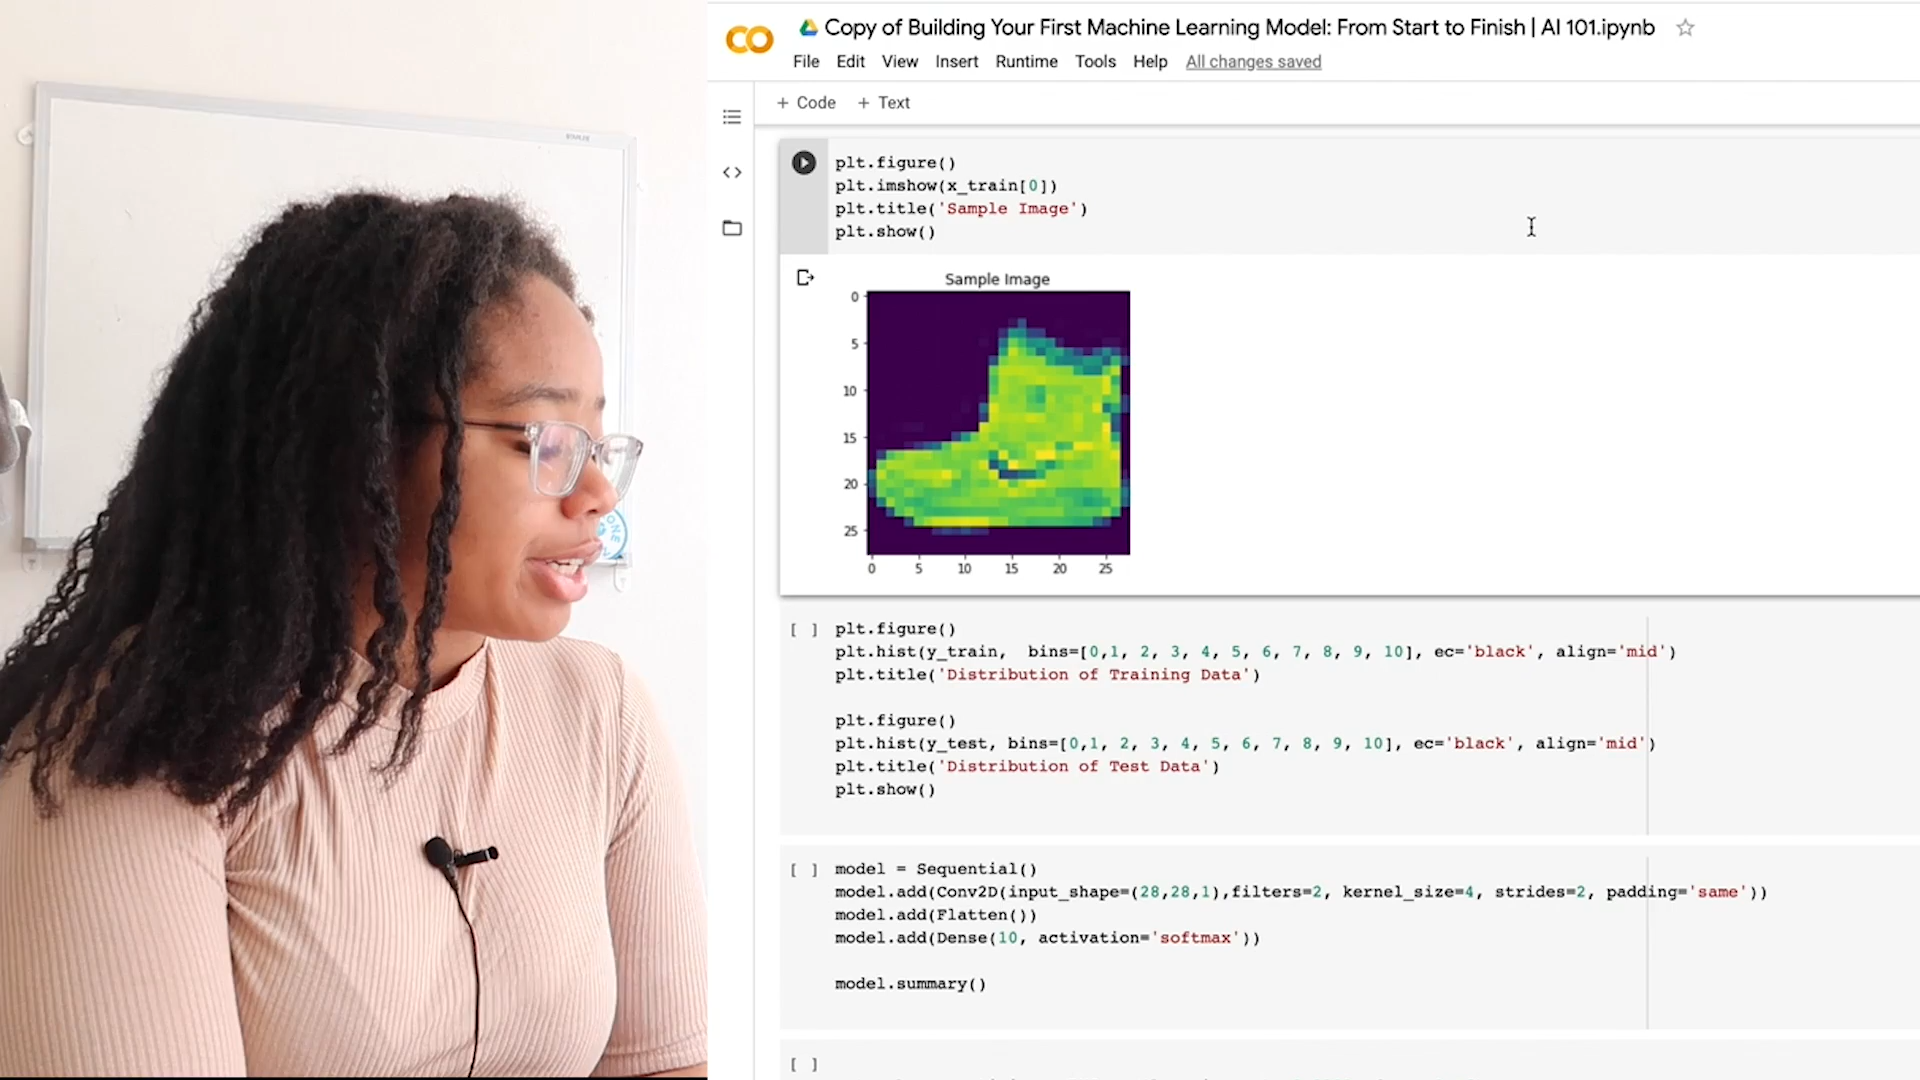 Copy of Building Your First Machine Learning Model: From Start to Finish | AI 101.ipynb
File Edit View Insert Runtime Tools Help All changes saved
+ Code + Text
plt.figure()
plt.imshow(x_train[0])
plt.title('Sample Image')
plt.show()
Sample Image
0
5
10
15
20
25
0 5 10 15 20 25
[ ] plt.figure()
plt.hist(y_train, bins=[0,1, 2, 3, 4, 5, 6, 7, 8, 9, 10], ec='black', align='mid')
plt.title('Distribution of Training Data')
plt.figure()
plt.hist(y_test, bins=[0,1, 2, 3, 4, 5, 6, 7, 8, 9, 10], ec='black', align='mid')
plt.title('Distribution of Test Data')
plt.show()
[ ] model = Sequential()
model.add(Conv2D(input_shape=(28,28,1),filters=2, kernel_size=4, strides=2, padding='same'))
model.add(Flatten())
model.add(Dense(10, activation='softmax'))
model.summary()
[ ]